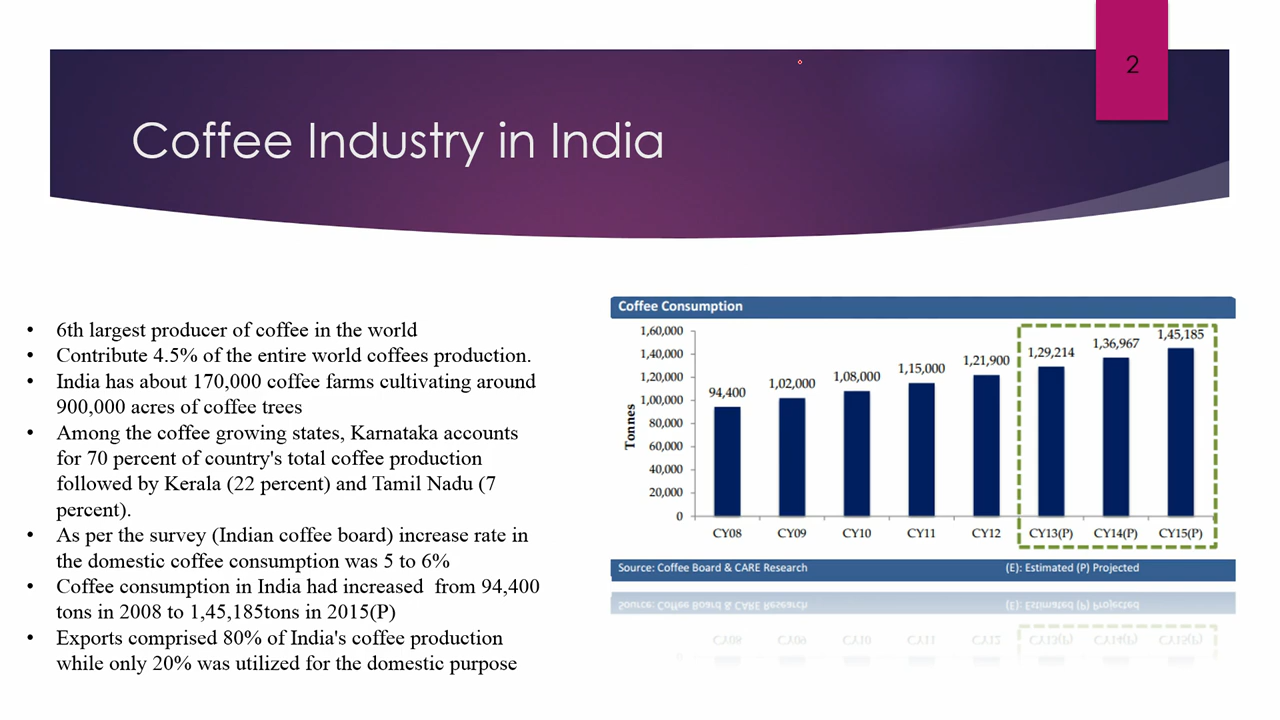 2
Coffee Industry in India
• 6th largest producer of coffee in the world
• Contribute 4.5% of the entire world coffees production.
• India has about 170,000 coffee farms cultivating around
900,000 acres of coffee trees
• Among the coffee growing states, Karnataka accounts
for 70 percent of country's total coffee production
followed by Kerala (22 percent) and Tamil Nadu (7
percent).
• As per the survey (Indian coffee board) increase rate in
the domestic coffee consumption was 5 to 6%
• Coffee consumption in India had increased from 94,400
tons in 2008 to 1,45,185tons in 2015(P)
• Exports comprised 80% of India's coffee production
while only 20% was utilized for the domestic purpose
Coffee Consumption
Tonnes
1,60,000
1,40,000
1,20,000
1,00,000
80,000
60,000
40,000
20,000
0
94,400
1,02,000
1,08,000
1,15,000
1,21,900
1,29,214
1,36,967
1,45,185
CY08 CY09 CY10 CY11 CY12 CY13(P) CY14(P) CY15(P)
Source: Coffee Board & CARE Research (E): Estimated (P) Projected